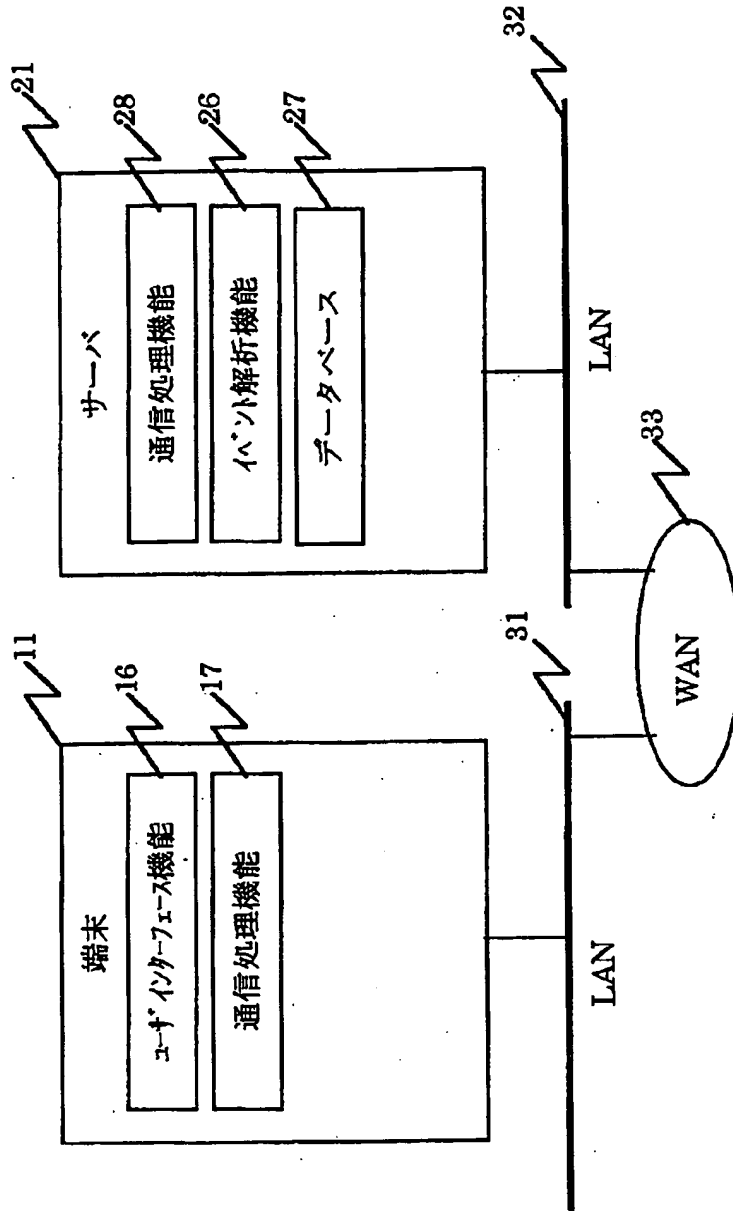 端末
11
ユーザインターフェース機能
16
通信処理機能
17
サーバ
21
通信処理機能
28
イベント解析機能
26
データベース
27
LAN
31
WAN
33
LAN
32